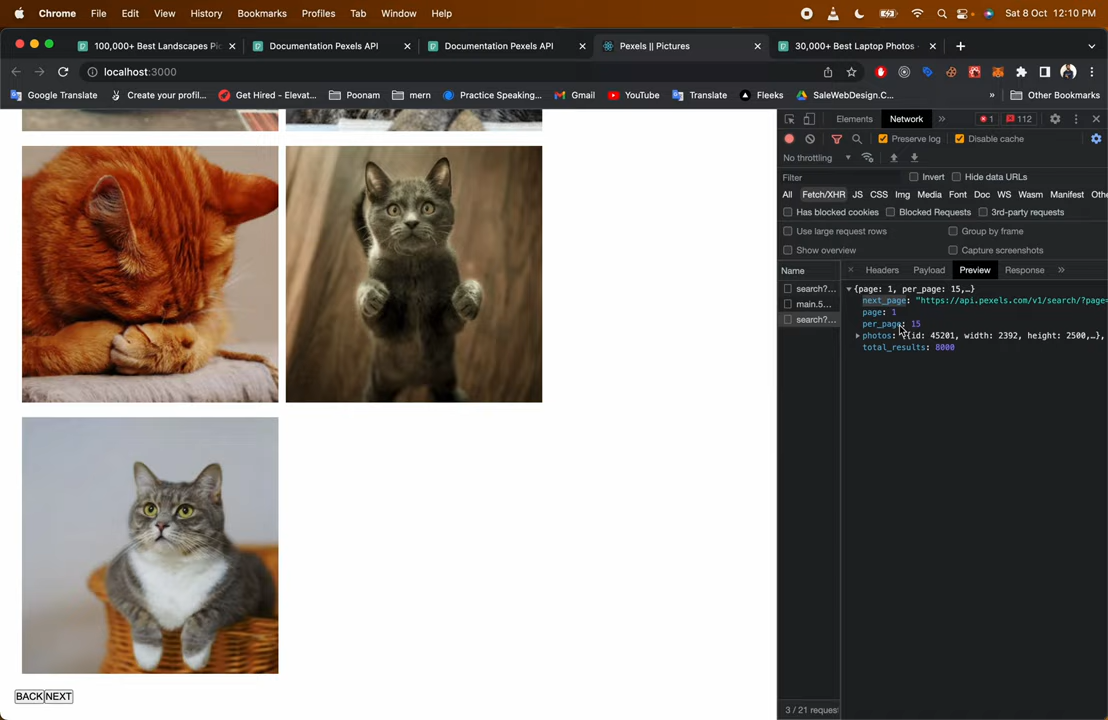 Chrome File Edit View History Bookmarks Profiles Tab Window Help Sat 8 Oct 12:10 PM
100,000+ Best Landscapes Pic Documentation Pexels API Documentation Pexels API Pexels || Pictures 30,000+ Best Laptop Photos
localhost:3000
Google Translate Create your profil... Get Hired - Elevat... Poonam mern Practice Speaking... Gmail YouTube Translate Fleeks SaleWebDesign.C... » Other Bookmarks
Elements Network » 1 112
Preserve log Disable cache
No throttling
Filter Invert Hide data URLs
All Fetch/XHR JS CSS Img Media Font Doc WS Wasm Manifest
Has blocked cookies Blocked Requests 3rd-party requests
Use large request rows Group by frame
Show overview Capture screenshots
Name Headers Payload Preview Response »
search?... {page: 1, per_page: 15,…}
next_page: "https://api.pexels.com/v1/search/?page=
main.5... page: 1
search?... per_page: 15
photos: [{id: 45201, width: 2392, height: 2500,…},
total_results: 8000
BACK NEXT
3 / 21 request